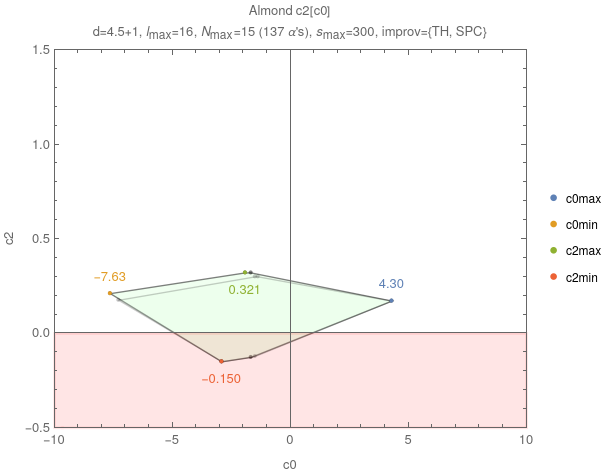 Almond c2[c0]
d=4.5+1, lmax=16, Nmax=15 (137 α's), smax=300, improv={TH, SPC}
1.5
1.0
0.5
0.0
−0.5
c2
−7.63
4.30
0.321
−0.150
−10
−5
0
5
10
c0
c0max
c0min
c2max
c2min